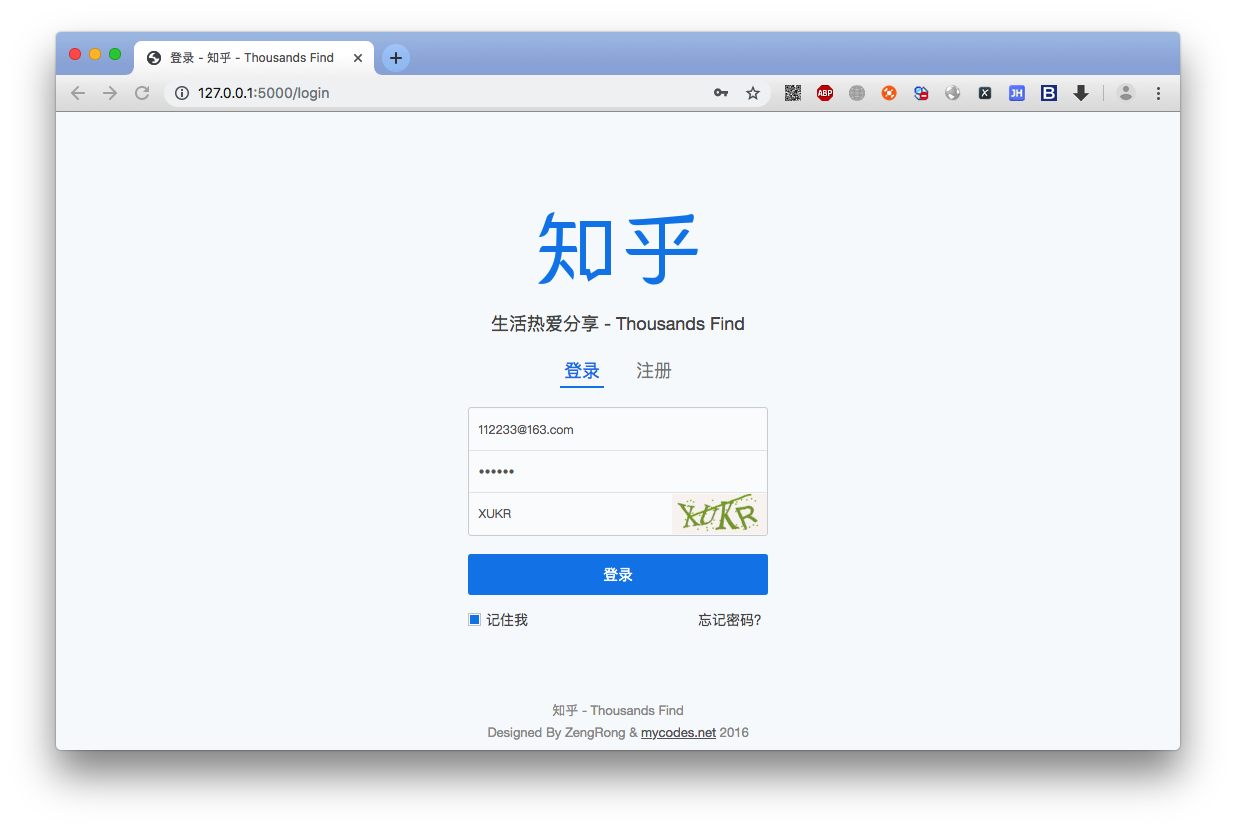 登录 - 知乎 - Thousands Find
127.0.0.1:5000/login
ABP
X
JH
B
知乎
生活热爱分享 - Thousands Find
登录 注册
112233@163.com
••••••
XUKR XUKR
登录
记住我 忘记密码?
知乎 - Thousands Find
Designed By ZengRong & mycodes.net 2016